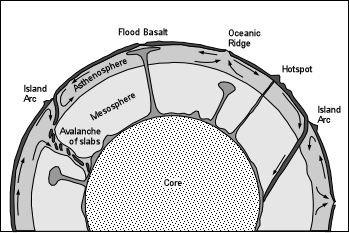 Flood Basalt
Oceanic
Ridge
Hotspot
Island
Arc
Asthenosphere
Mesosphere
Island
Arc
Avalanche
of slabs
Core